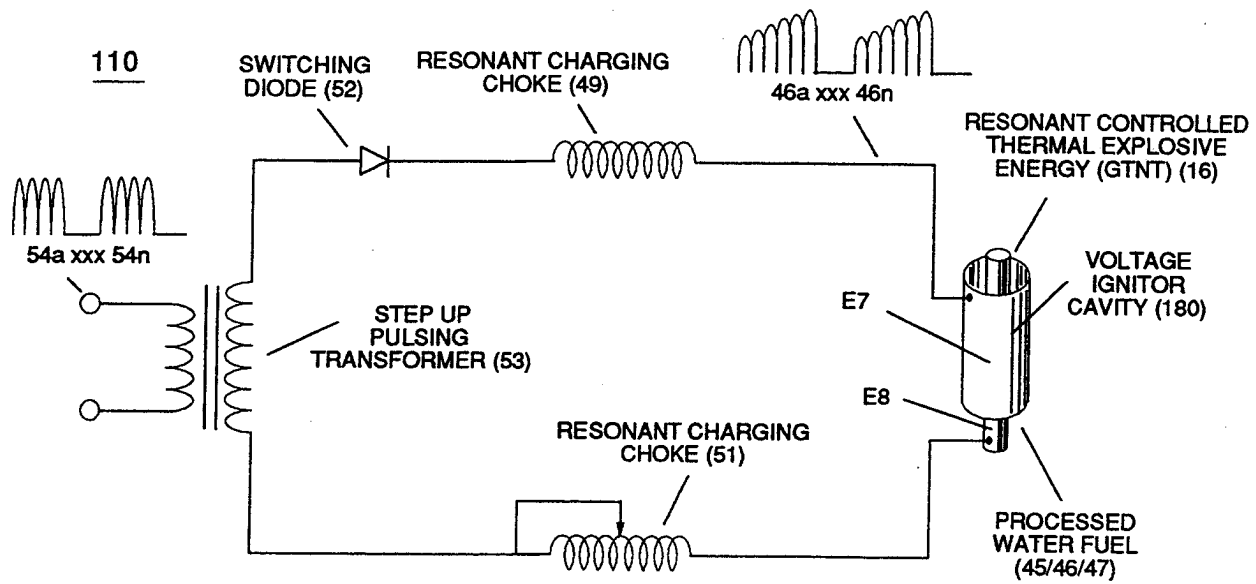 110
SWITCHING
DIODE (52)
RESONANT CHARGING
CHOKE (49)
46a xxx 46n
RESONANT CONTROLLED
THERMAL EXPLOSIVE
ENERGY (GTNT) (16)
54a xxx 54n
STEP UP
PULSING
TRANSFORMER (53)
E7
VOLTAGE
IGNITOR
CAVITY (180)
E8
RESONANT CHARGING
CHOKE (51)
PROCESSED
WATER FUEL
(45/46/47)